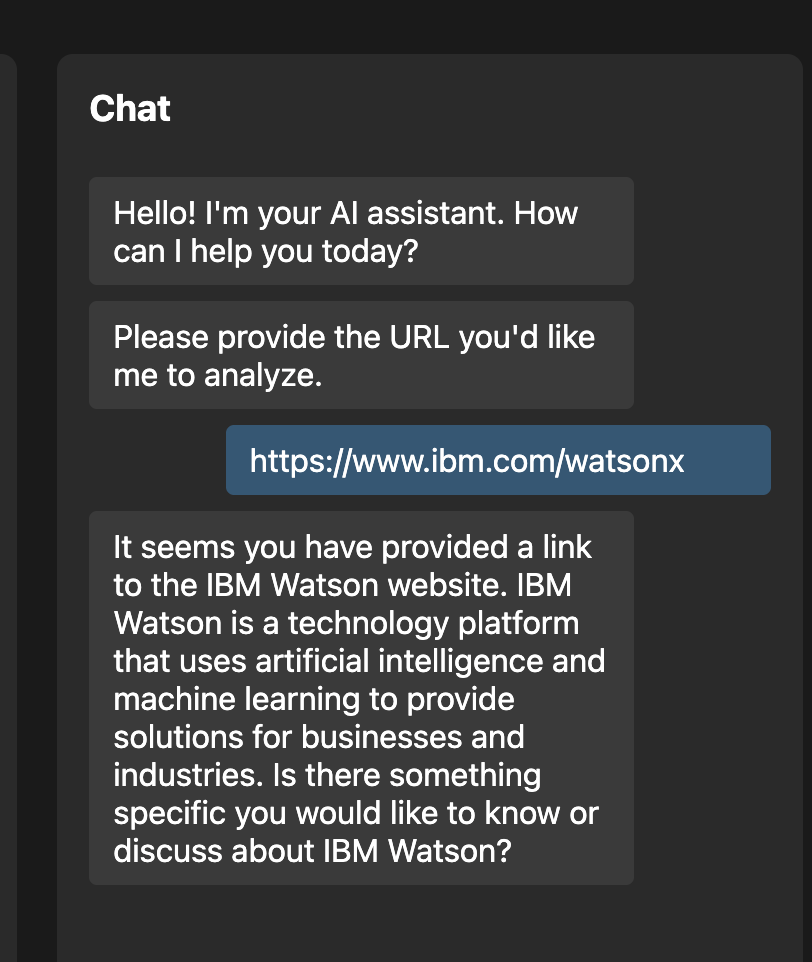 Chat
Hello! I'm your AI assistant. How
can I help you today?
Please provide the URL you'd like
me to analyze.
https://www.ibm.com/watsonx
It seems you have provided a link
to the IBM Watson website. IBM
Watson is a technology platform
that uses artificial intelligence and
machine learning to provide
solutions for businesses and
industries. Is there something
specific you would like to know or
discuss about IBM Watson?